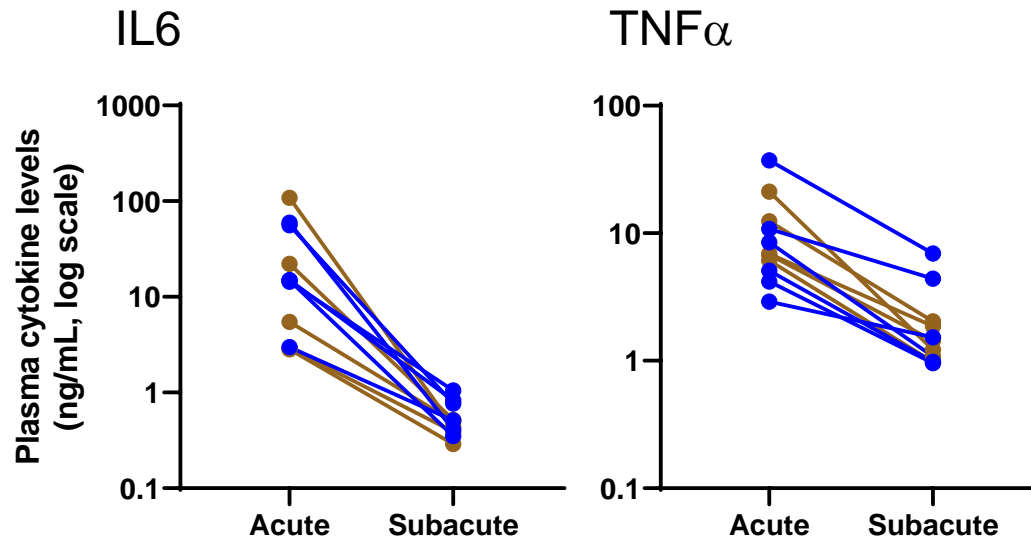 IL6
TNFα
Plasma cytokine levels
(ng/mL, log scale)
1000
100
10
1
0.1
Acute Subacute
100
10
1
0.1
Acute Subacute